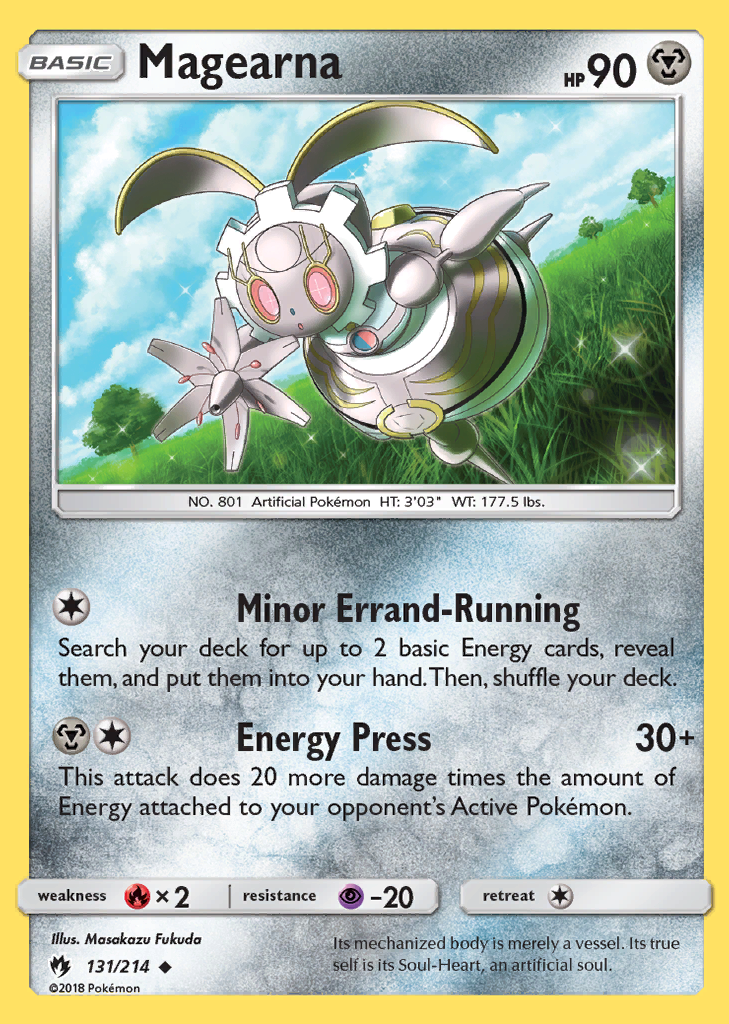 BASIC Magearna HP 90
NO. 801 Artificial Pokémon HT: 3'03" WT: 177.5 lbs.
Minor Errand-Running
Search your deck for up to 2 basic Energy cards, reveal
them, and put them into your hand. Then, shuffle your deck.
Energy Press 30+
This attack does 20 more damage times the amount of
Energy attached to your opponent's Active Pokémon.
weakness ×2 resistance -20 retreat
Illus. Masakazu Fukuda
131/214
©2018 Pokémon
Its mechanized body is merely a vessel. Its true
self is its Soul-Heart, an artificial soul.